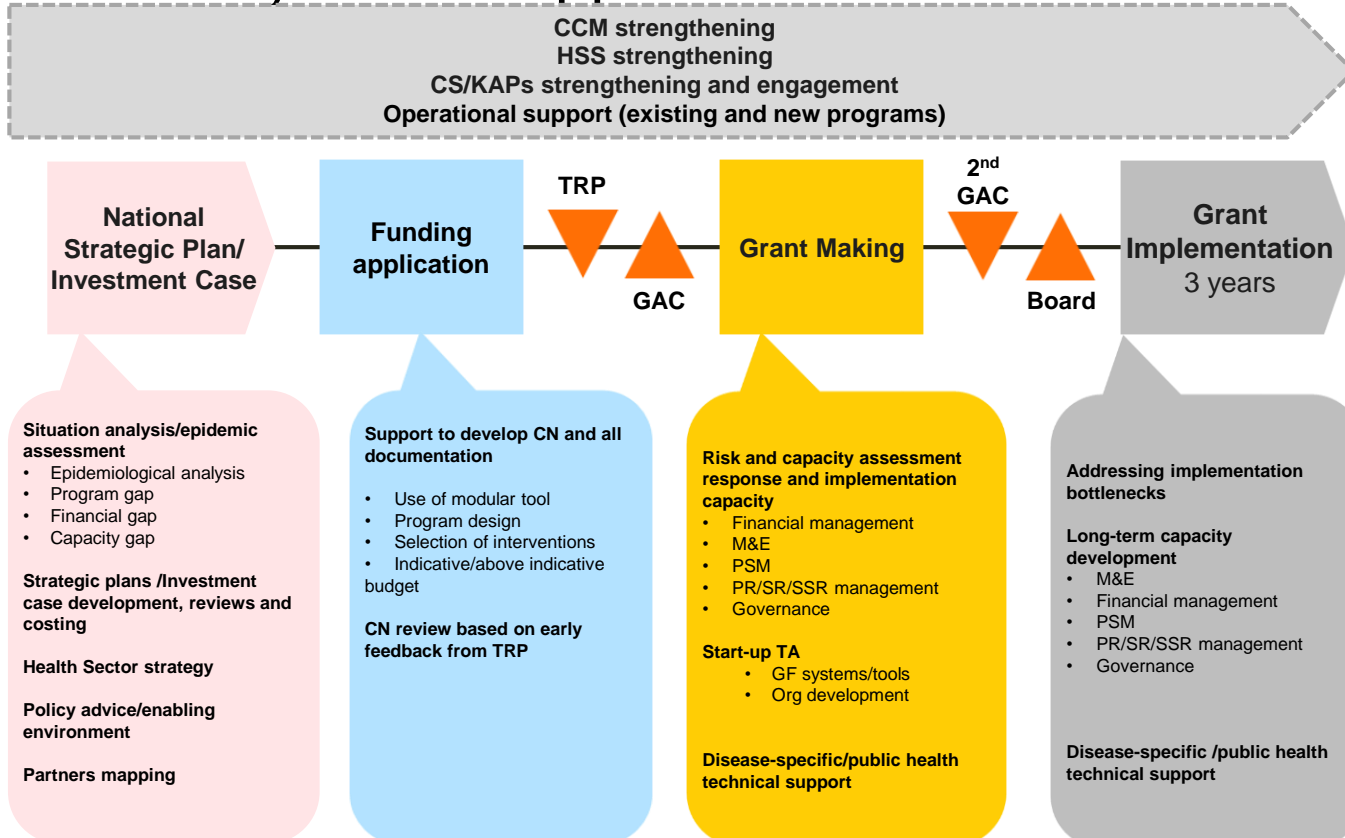 CCM strengthening
HSS strengthening
CS/KAPs strengthening and engagement
Operational support (existing and new programs)
National
Strategic Plan/
Investment Case
Funding
application
TRP
GAC
Grant Making
2nd
GAC
Board
Grant
Implementation
3 years
Situation analysis/epidemic
assessment
• Epidemiological analysis
• Program gap
• Financial gap
• Capacity gap
Strategic plans /Investment
case development, reviews and
costing
Health Sector strategy
Policy advice/enabling
environment
Partners mapping
Support to develop CN and all
documentation
• Use of modular tool
• Program design
• Selection of interventions
• Indicative/above indicative
budget
CN review based on early
feedback from TRP
Risk and capacity assessment
response and implementation
capacity
• Financial management
• M&E
• PSM
• PR/SR/SSR management
• Governance
Start-up TA
• GF systems/tools
• Org development
Disease-specific/public health
technical support
Addressing implementation
bottlenecks
Long-term capacity
development
• M&E
• Financial management
• PSM
• PR/SR/SSR management
• Governance
Disease-specific /public health
technical support